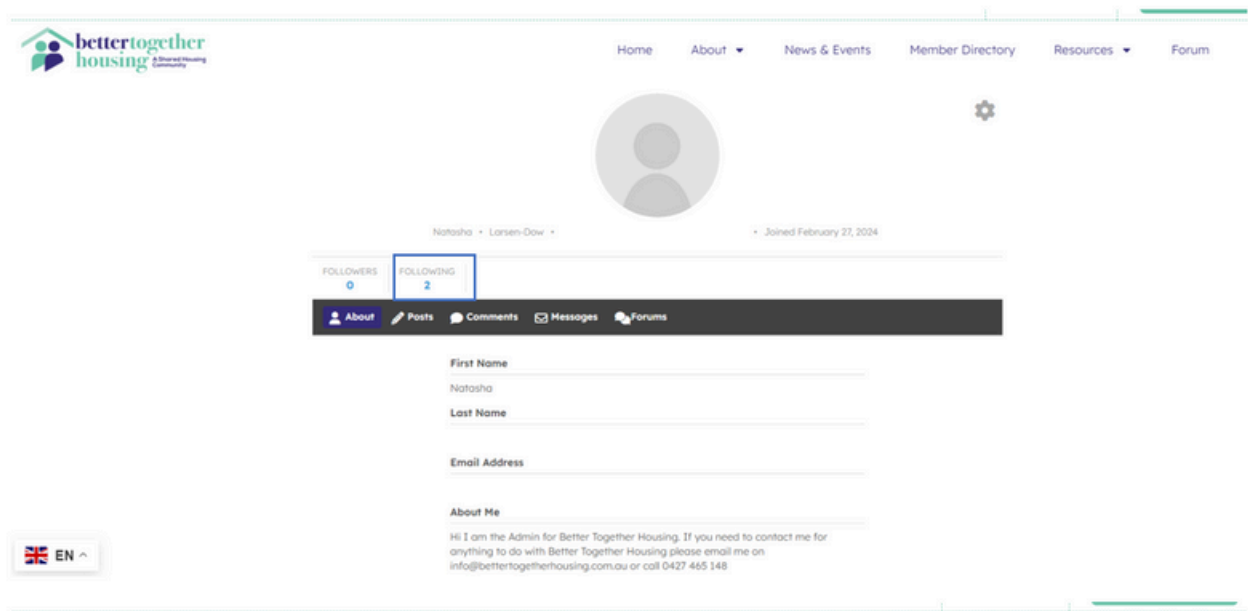 bettertogether
housing A Shared Housing
Community
Home About News & Events Member Directory Resources Forum
Natasha • Larsen-Dow • • Joined February 27, 2024
FOLLOWERS FOLLOWING
0 2
About Posts Comments Messages Forums
First Name
Natasha
Last Name
Email Address
About Me
Hi I am the Admin for Better Together Housing. If you need to contact me for
anything to do with Better Together Housing please email me on
info@bettertogetherhousing.com.au or call 0427 465 148
EN